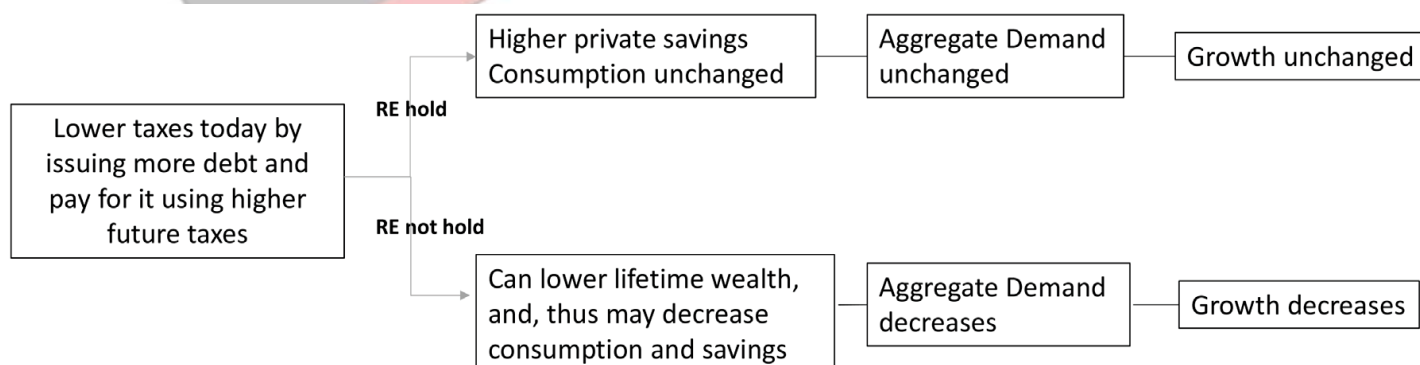 Lower taxes today by
issuing more debt and
pay for it using higher
future taxes
RE hold
Higher private savings
Consumption unchanged
Aggregate Demand
unchanged
Growth unchanged
RE not hold
Can lower lifetime wealth,
and, thus may decrease
consumption and savings
Aggregate Demand
decreases
Growth decreases